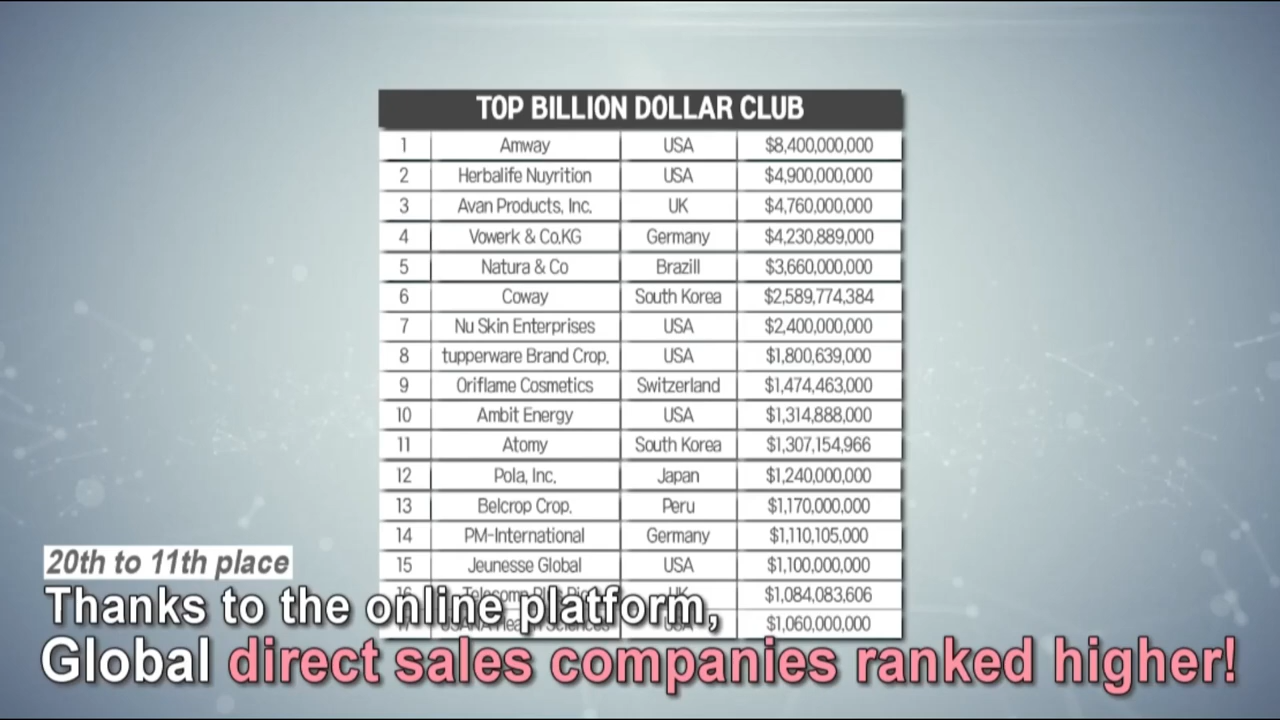 TOP BILLION DOLLAR CLUB
1 Amway USA $8,400,000,000
2 Herbalife Nuyrition USA $4,900,000,000
3 Avan Products, Inc. UK $4,760,000,000
4 Vowerk & Co.KG Germany $4,230,889,000
5 Natura & Co Brazill $3,660,000,000
6 Coway South Korea $2,589,774,384
7 Nu Skin Enterprises USA $2,400,000,000
8 tupperware Brand Crop. USA $1,800,639,000
9 Oriflame Cosmetics Switzerland $1,474,463,000
10 Ambit Energy USA $1,314,888,000
11 Atomy South Korea $1,307,154,966
12 Pola, Inc. Japan $1,240,000,000
13 Belcrop Crop. Peru $1,170,000,000
14 PM-International Germany $1,110,105,000
15 Jeunesse Global USA $1,100,000,000
16 UK $1,084,083,606
17 USA $1,060,000,000
20th to 11th place
Thanks to the online platform,
Global direct sales companies ranked higher!